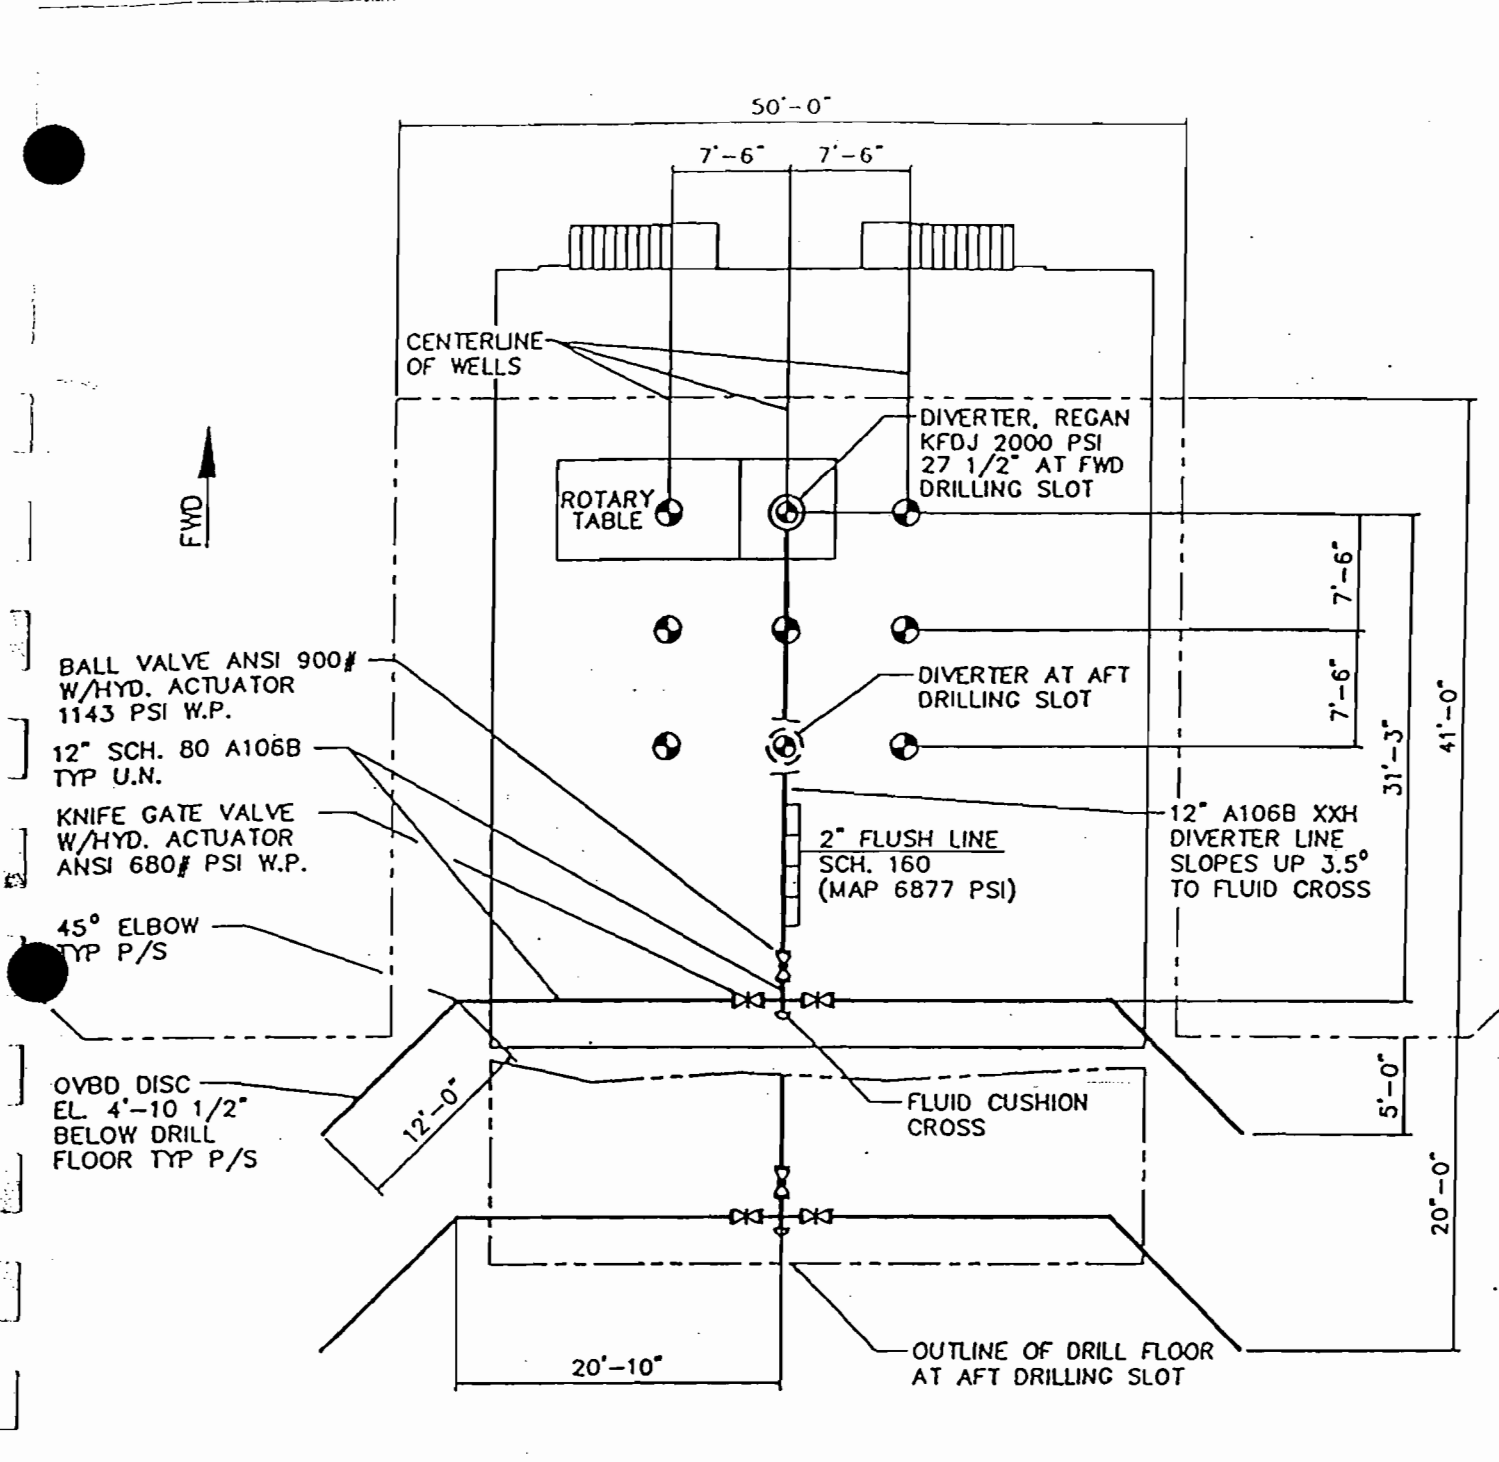 50'-0"
7'-6" 7'-6"
CENTERLINE
OF WELLS
DIVERTER, REGAN
KFDJ 2000 PSI
27 1/2" AT FWD
DRILLING SLOT
FWD
ROTARY
TABLE
7'-6"
7'-6"
31'-3"
41'-0"
BALL VALVE ANSI 900#
W/HYD. ACTUATOR
1143 PSI W.P.
DIVERTER AT AFT
DRILLING SLOT
12" SCH. 80 A106B
TYP U.N.
KNIFE GATE VALVE
W/HYD. ACTUATOR
ANSI 680# PSI W.P.
2" FLUSH LINE
SCH. 160
(MAP 6877 PSI)
12" A106B XXH
DIVERTER LINE
SLOPES UP 3.5°
TO FLUID CROSS
45° ELBOW
TYP P/S
OVBD DISC
EL. 4'-10 1/2"
BELOW DRILL
FLOOR TYP P/S
12'-0"
FLUID CUSHION
CROSS
5'-0"
20'-0"
20'-10"
OUTLINE OF DRILL FLOOR
AT AFT DRILLING SLOT